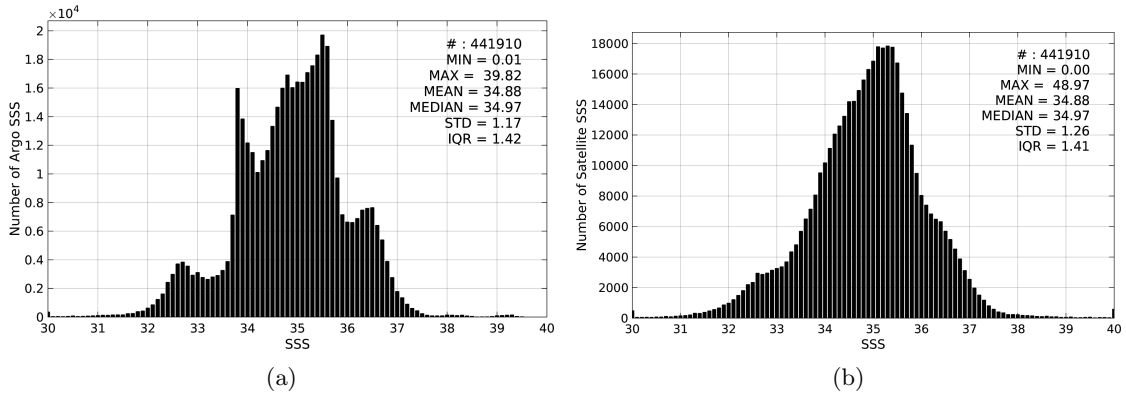 ×10⁴
2
1.8
1.6
1.4
1.2
1
0.8
0.6
0.4
0.2
0
Number of Argo SSS
# : 441910
MIN = 0.01
MAX = 39.82
MEAN = 34.88
MEDIAN = 34.97
STD = 1.17
IQR = 1.42
30 31 32 33 34 35 36 37 38 39 40
SSS
(a)
18000
16000
14000
12000
10000
8000
6000
4000
2000
0
Number of Satellite SSS
# : 441910
MIN = 0.00
MAX = 48.97
MEAN = 34.88
MEDIAN = 34.97
STD = 1.26
IQR = 1.41
30 31 32 33 34 35 36 37 38 39 40
SSS
(b)